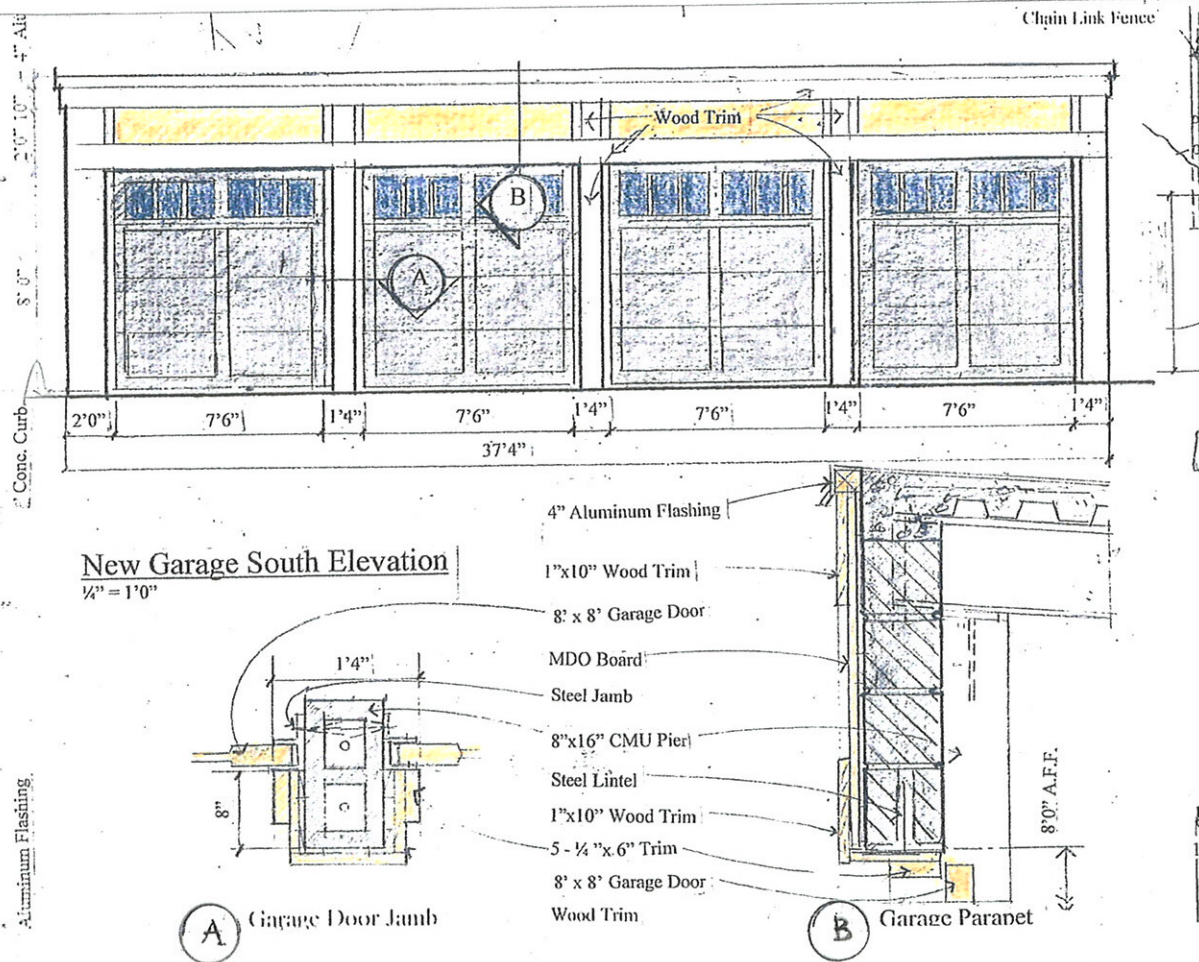 Chain Link Fence
Wood Trim
B
A
8'0"
2" Conc. Curb
2'0"
7'6"
1'4"
7'6"
1'4"
7'6"
1'4"
7'6"
1'4"
37'4"
New Garage South Elevation
¼" = 1'0"
4" Aluminum Flashing
1"x10" Wood Trim
8' x 8' Garage Door
MDO Board
Steel Jamb
8"x16" CMU Pier
Steel Lintel
1"x10" Wood Trim
5 - ¼ "x 6" Trim
8' x 8' Garage Door
Wood Trim
1'4"
8"
8'0" A.F.F.
Aluminum Flashing
A
Garage Door Jamb
B
Garage Parapet